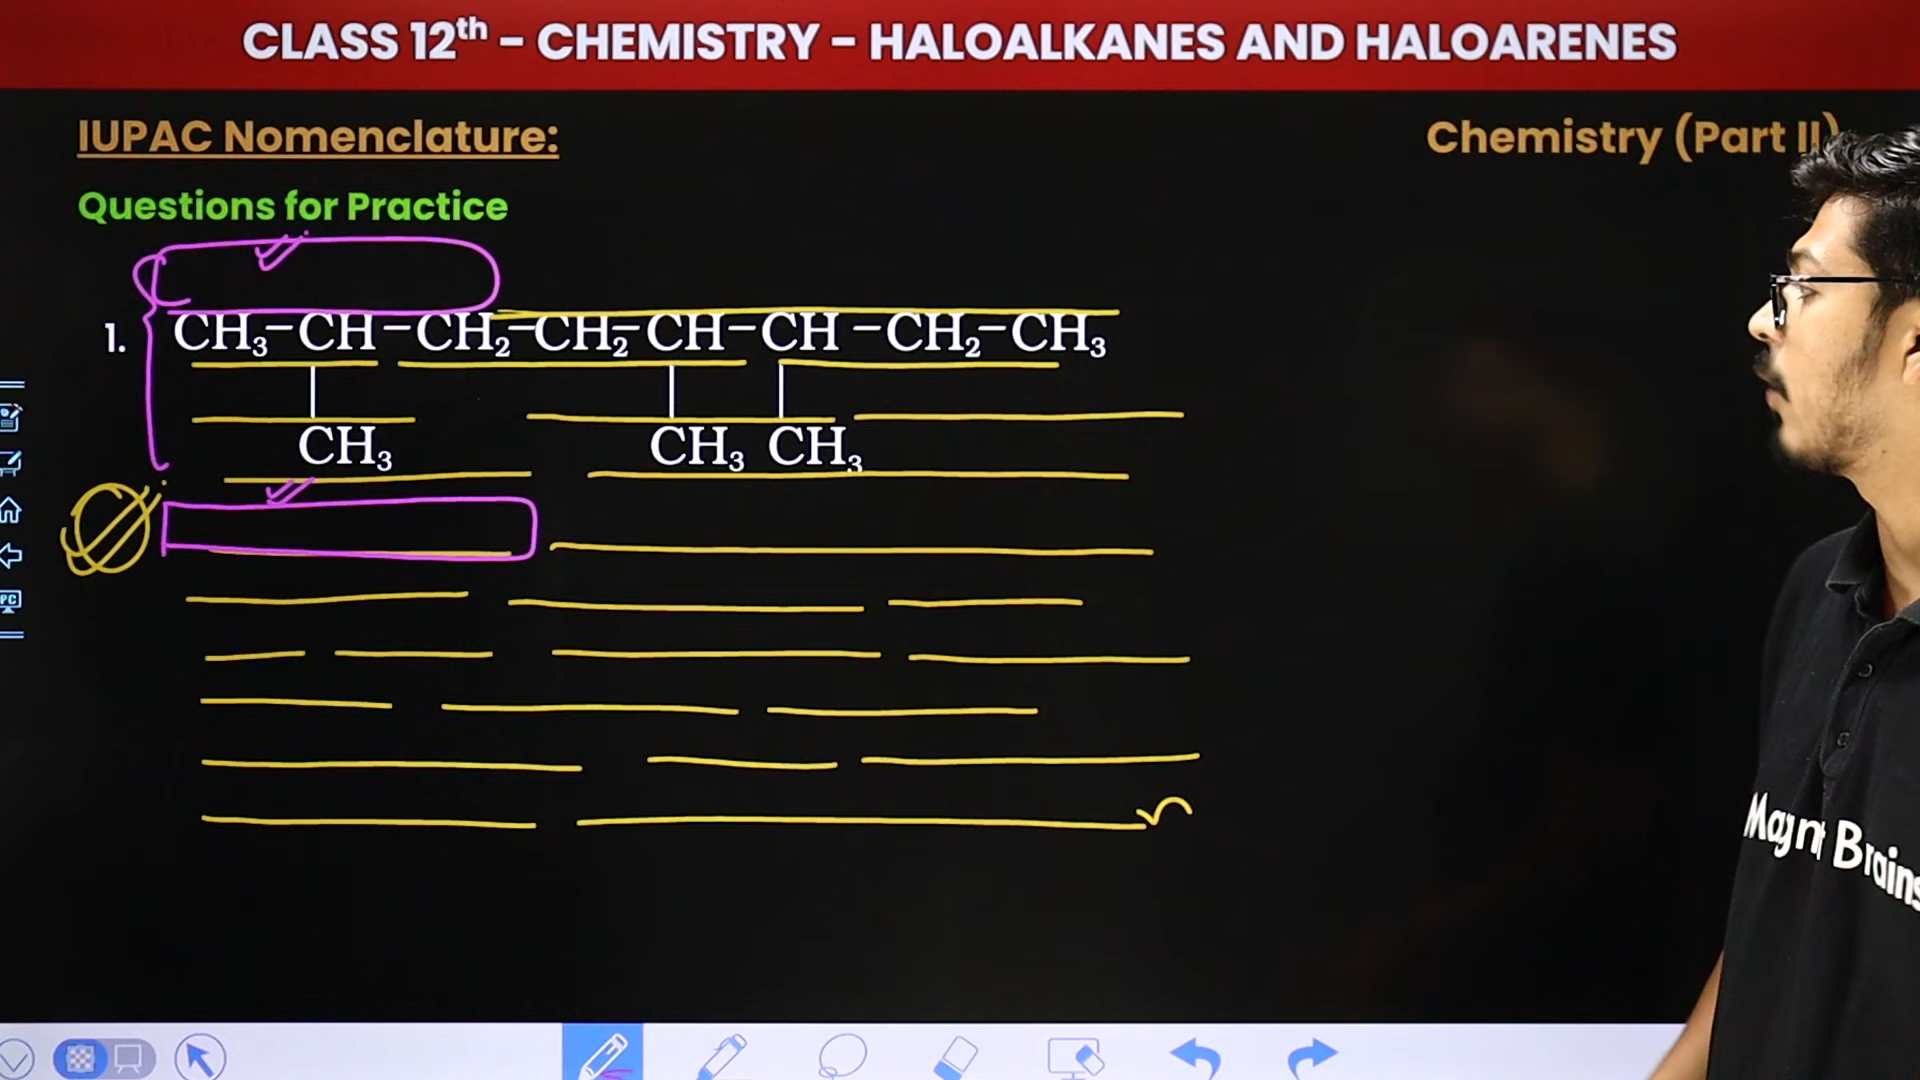 CLASS 12th – CHEMISTRY – HALOALKANES AND HALOARENES
IUPAC Nomenclature:
Chemistry (Part II)
Questions for Practice
1. CH₃–CH–CH₂–CH₂–CH–CH–CH₂–CH₃
CH₃ CH₃ CH₃
PC
Magnet Brains